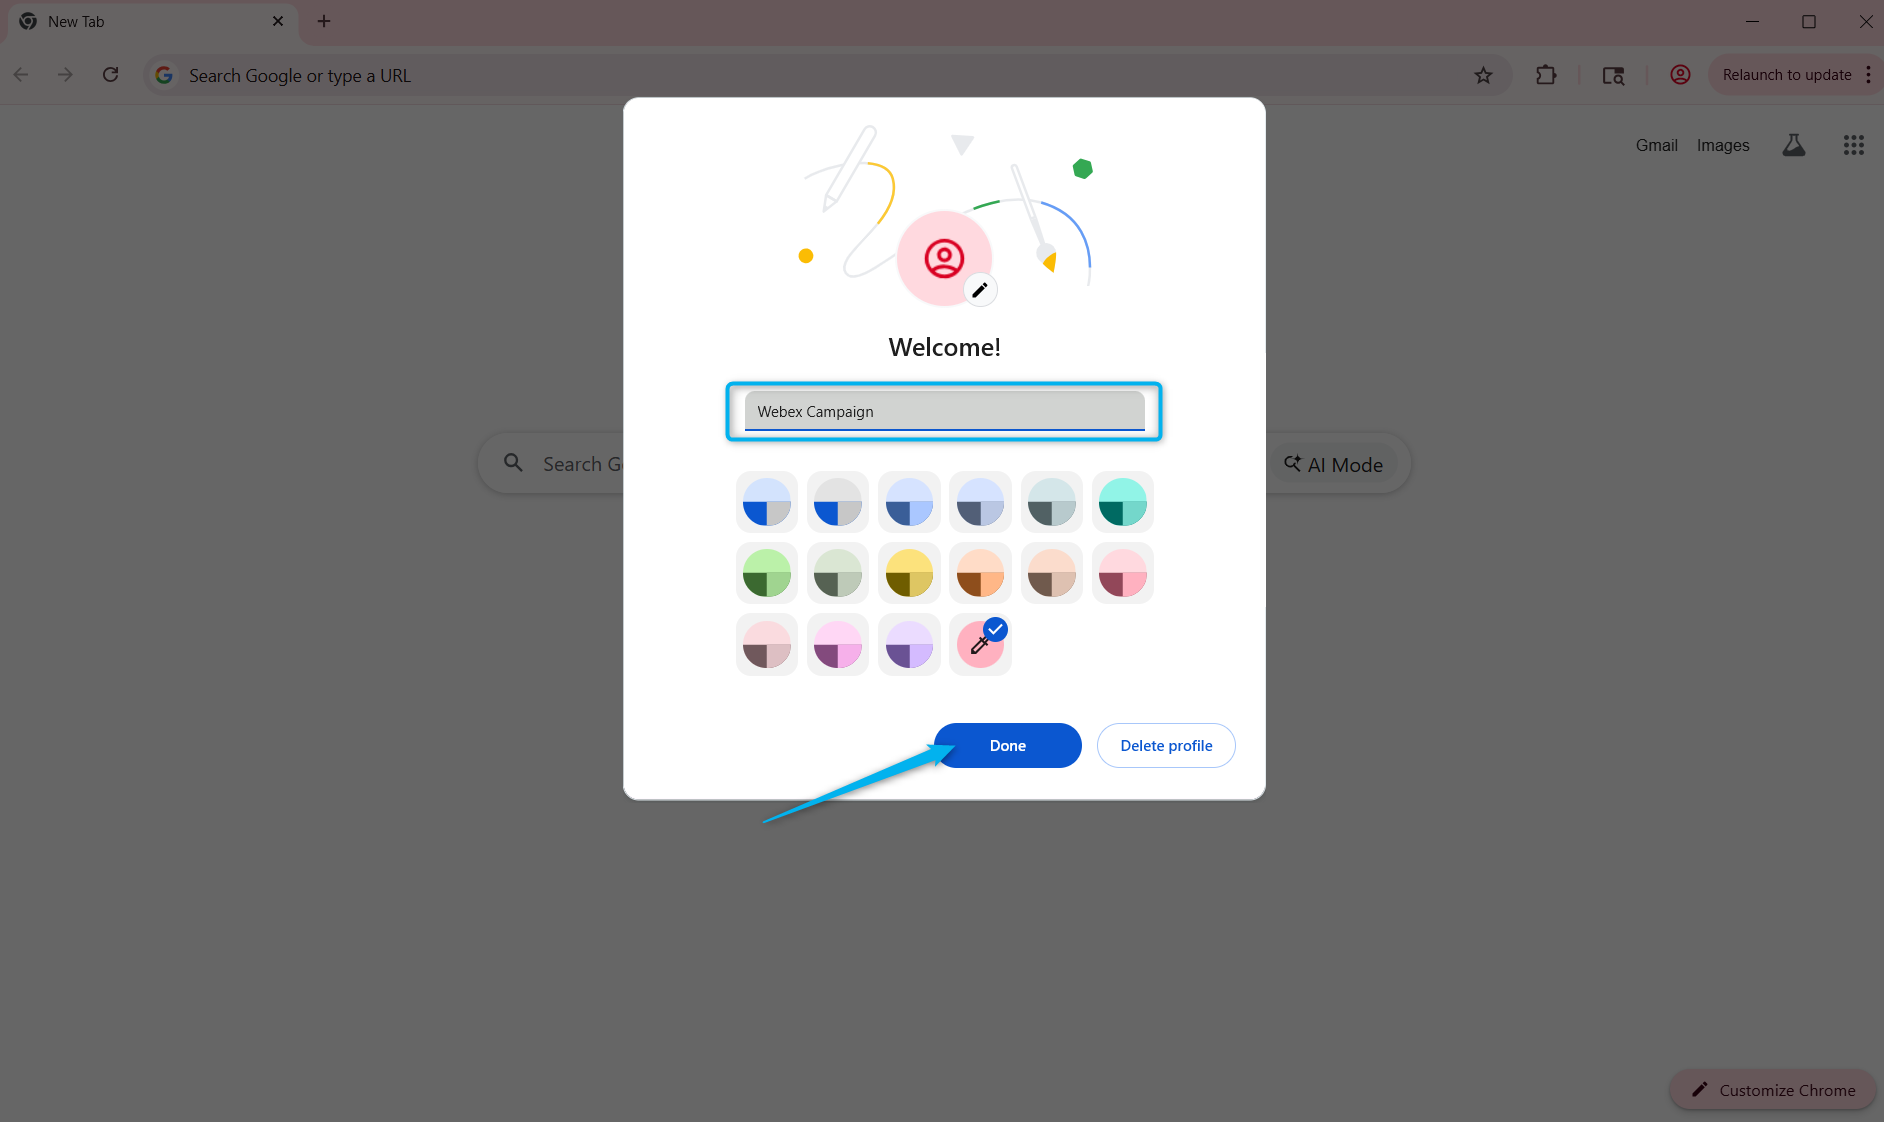 New Tab
Search Google or type a URL
Relaunch to update
Gmail Images
Welcome!
Webex Campaign
Search G
AI Mode
Done
Delete profile
Customize Chrome